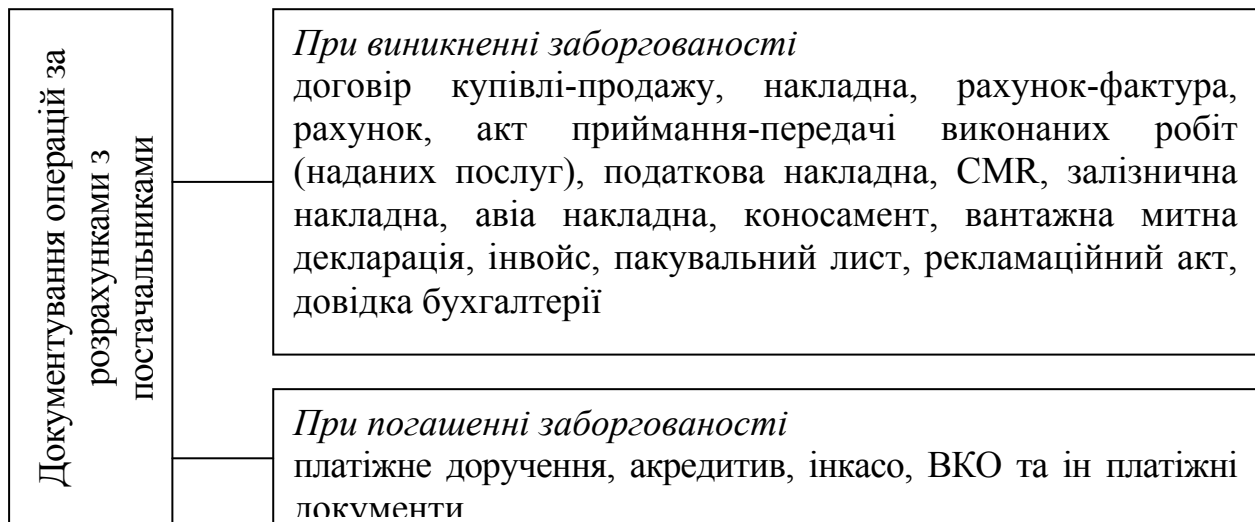 Документування операцій за
розрахунками з
постачальниками
При виникненні заборгованості
договір купівлі-продажу, накладна, рахунок-фактура,
рахунок, акт приймання-передачі виконаних робіт
(наданих послуг), податкова накладна, CMR, залізнична
накладна, авіа накладна, коносамент, вантажна митна
декларація, інвойс, пакувальний лист, рекламаційний акт,
довідка бухгалтерії
При погашенні заборгованості
платіжне доручення, акредитив, інкасо, ВКО та ін платіжні
документи